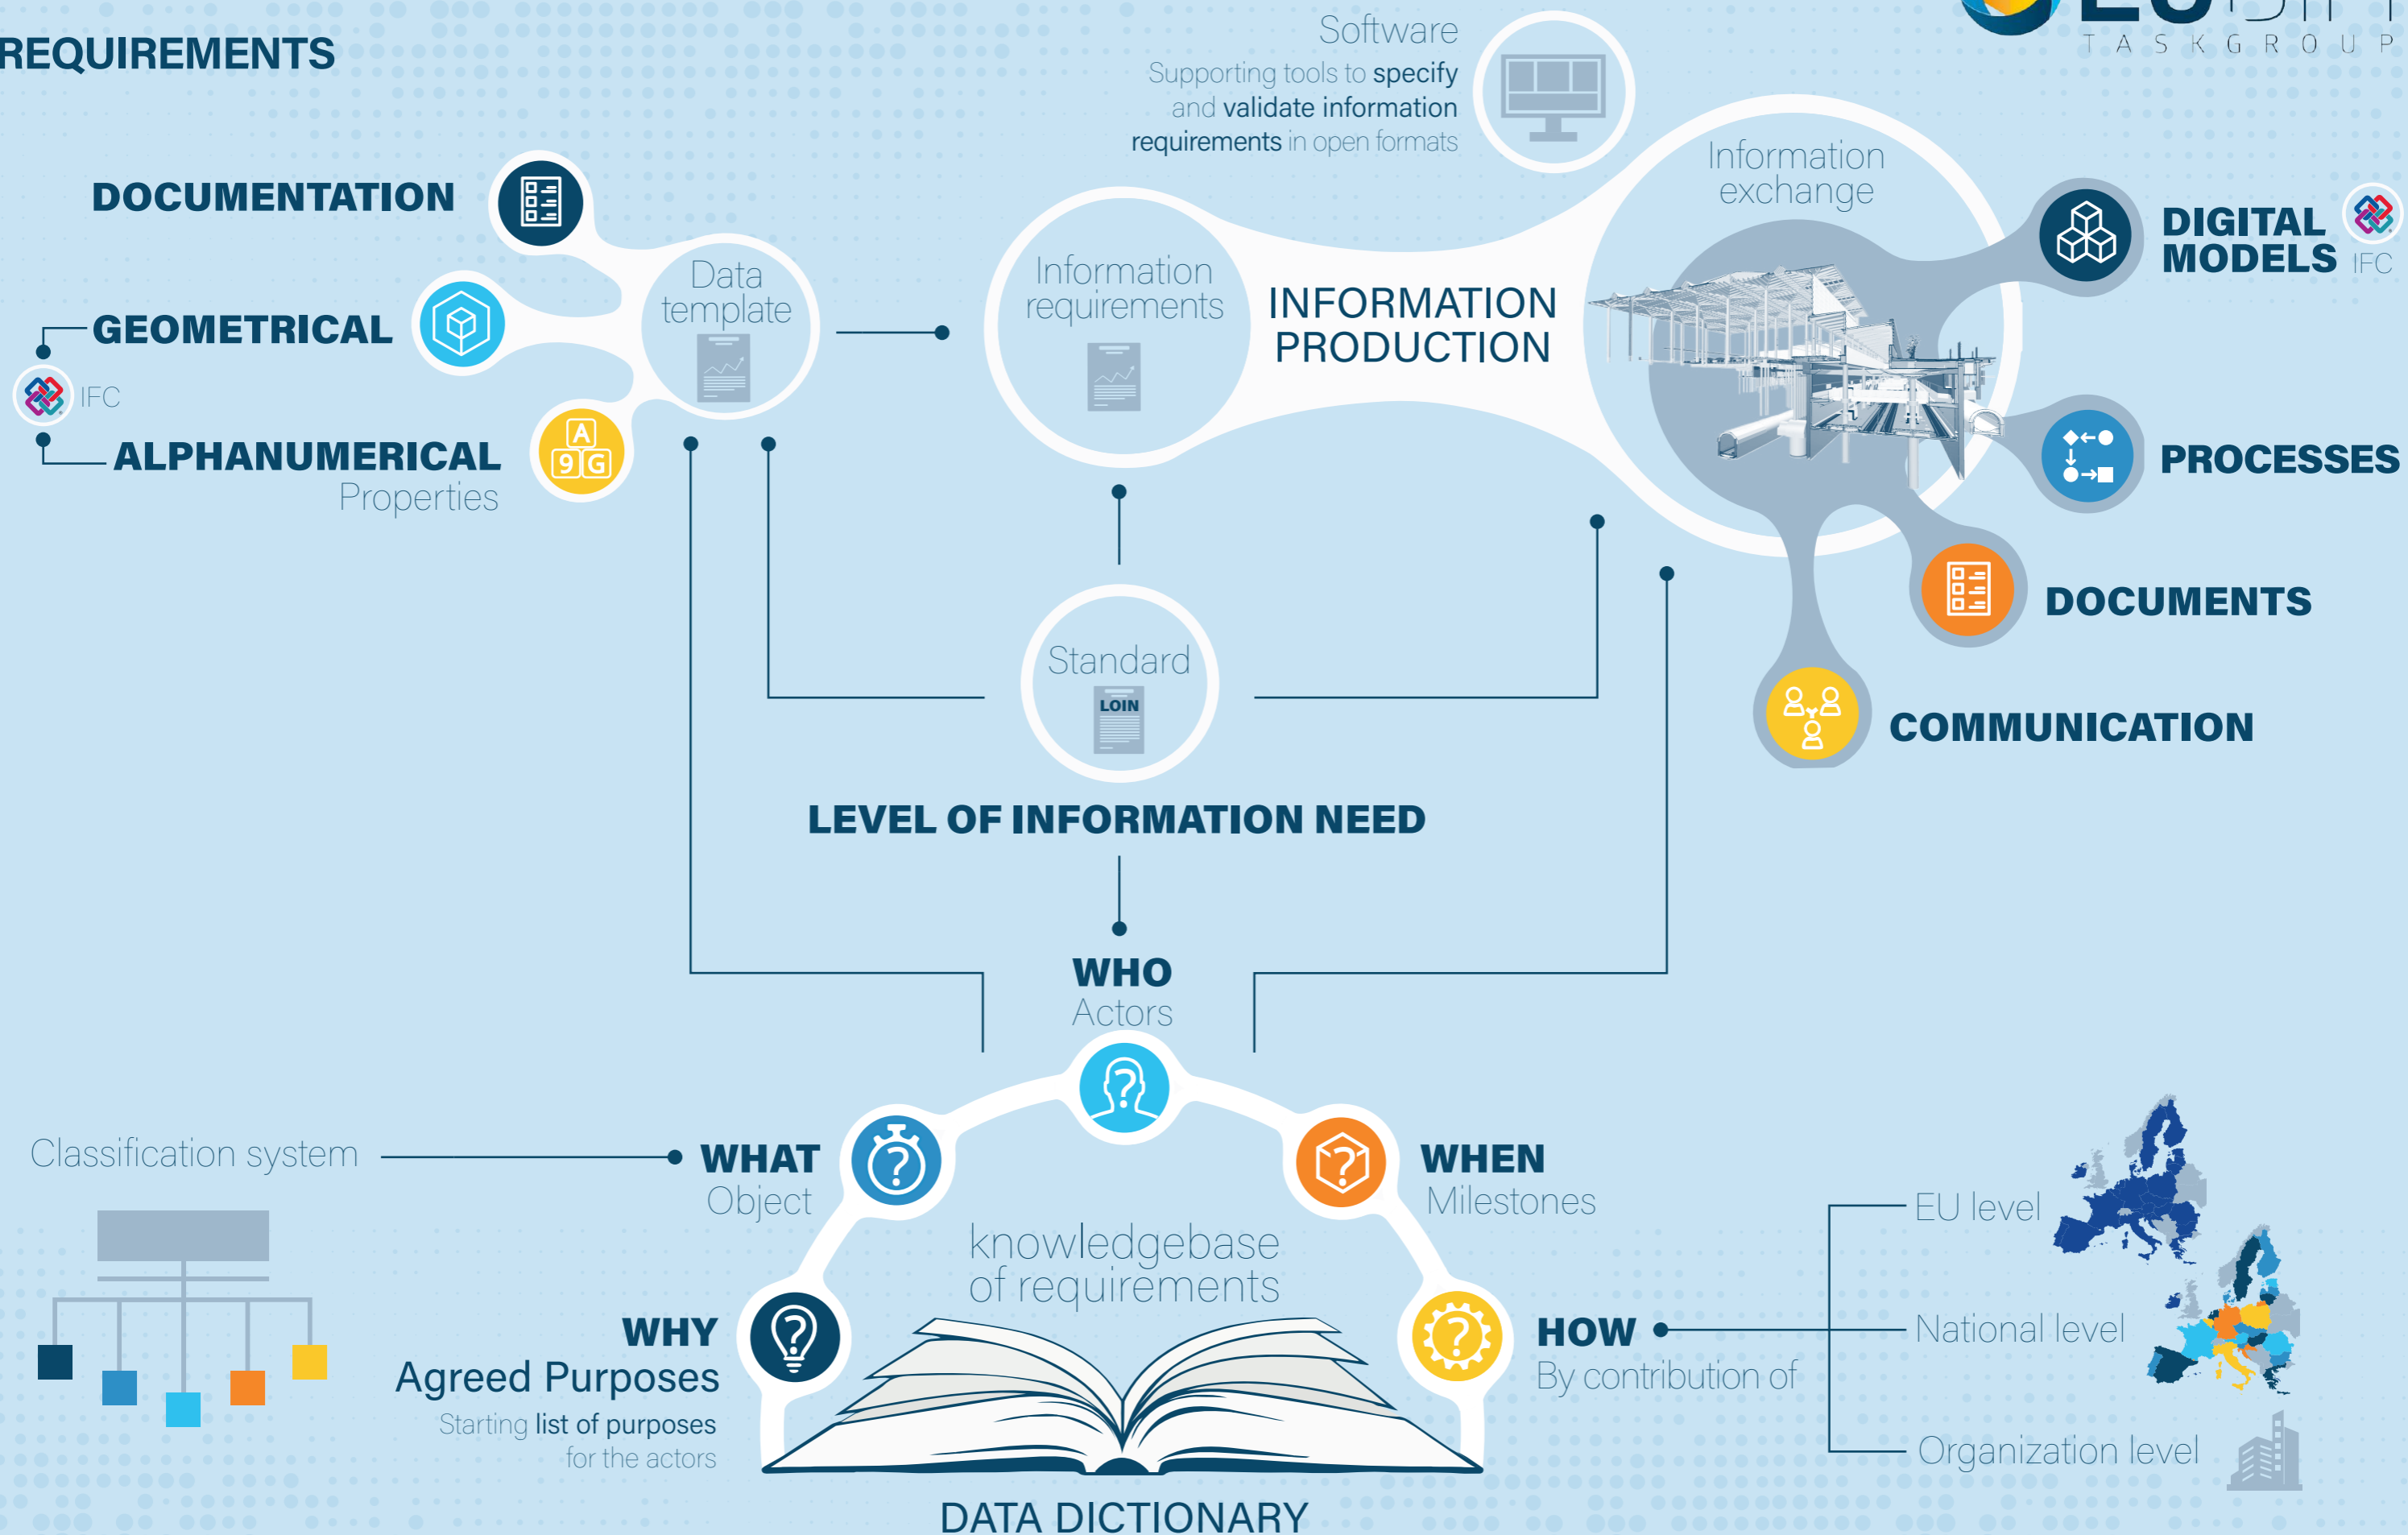 REQUIREMENTS
TASKGROUP
Software
Supporting tools to specify
and validate information
requirements in open formats
DOCUMENTATION
GEOMETRICAL
IFC
ALPHANUMERICAL
Properties
A
9 G
Data
template
Information
requirements
INFORMATION
PRODUCTION
Information
exchange
DIGITAL
MODELS
IFC
PROCESSES
DOCUMENTS
COMMUNICATION
Standard
LOIN
LEVEL OF INFORMATION NEED
WHO
Actors
Classification system
WHAT
Object
WHEN
Milestones
knowledgebase
of requirements
WHY
Agreed Purposes
Starting list of purposes
for the actors
HOW
By contribution of
EU level
National level
Organization level
DATA DICTIONARY